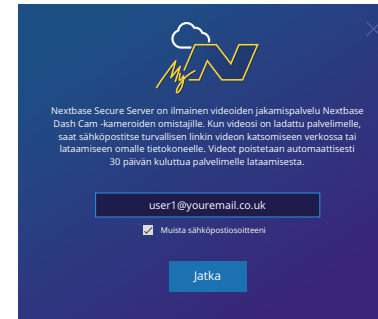 My N
Nextbase Secure Server on ilmainen videoiden jakamispalvelu Nextbase
Dash Cam -kameroiden omistajille. Kun videosi on ladattu palvelimelle,
saat sähköpostitse turvallisen linkin videon katsomiseen verkossa tai
lataamiseen omalle tietokoneelle. Videot poistetaan automaattisesti
30 päivän kuluttua palvelimelle lataamisesta.
user1@youremail.co.uk
Muista sähköpostiosoitteeni
Jatka